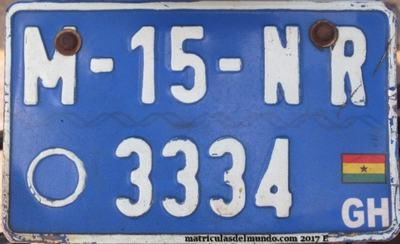 M-15-NR
3334
GH
matriculasdelmundo.com 2017 E